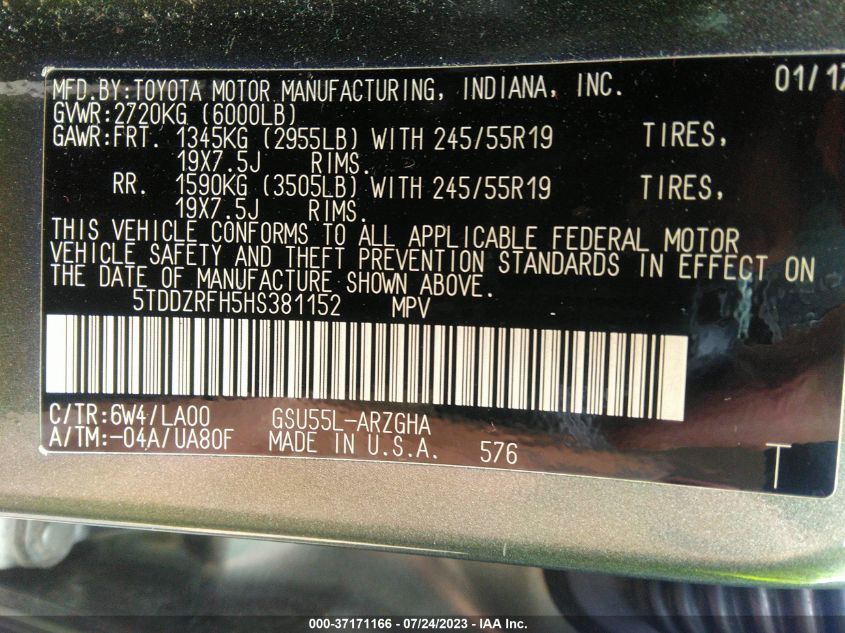 MFD.BY:TOYOTA MOTOR MANUFACTURING, INDIANA, INC. 01/17
GVWR:2720KG (6000LB)
GAWR:FRT. 1345KG (2955LB) WITH 245/55R19 TIRES,
19X7.5J RIMS.
RR. 1590KG (3505LB) WITH 245/55R19 TIRES,
19X7.5J RIMS.
THIS VEHICLE CONFORMS TO ALL APPLICABLE FEDERAL MOTOR
VEHICLE SAFETY AND THEFT PREVENTION STANDARDS IN EFFECT ON
THE DATE OF MANUFACTURE SHOWN ABOVE.
5TDDZRFH5HS381152 MPV
C/TR:6W4/LA00 GSU55L-ARZGHA
A/TM:-04A/UA80F MADE IN U.S.A. 576 T
000-37171166 / 07/24/2023 - IAA Inc.